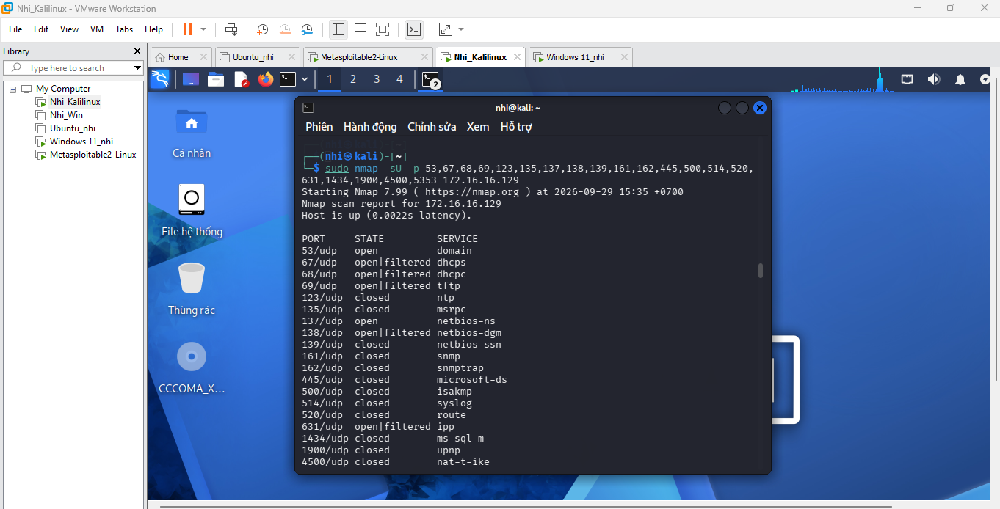 Nhi_Kalilinux - VMware Workstation
File Edit View VM Tabs Help
Library
Type here to search
My Computer
Nhi_Kalilinux
Nhi_Win
Ubuntu_nhi
Windows 11_nhi
Metasploitable2-Linux
Home
Ubuntu_nhi
Metasploitable2-Linux
Nhi_Kalilinux
Windows 11_nhi
1 2 3 4
2
Cá nhân
File hệ thống
Thùng rác
CCCOMA_X...
nhi@kali: ~
Phiên Hành động Chỉnh sửa Xem Hỗ trợ
┌──(nhi㉿kali)-[~]
└─$ sudo nmap -sU -p 53,67,68,69,123,135,137,138,139,161,162,445,500,514,520,
631,1434,1900,4500,5353 172.16.16.129
Starting Nmap 7.99 ( https://nmap.org ) at 2026-09-29 15:35 +0700
Nmap scan report for 172.16.16.129
Host is up (0.0022s latency).
PORT STATE SERVICE
53/udp open domain
67/udp open|filtered dhcps
68/udp open|filtered dhcpc
69/udp open|filtered tftp
123/udp closed ntp
135/udp closed msrpc
137/udp open netbios-ns
138/udp open|filtered netbios-dgm
139/udp closed netbios-ssn
161/udp closed snmp
162/udp closed snmptrap
445/udp closed microsoft-ds
500/udp closed isakmp
514/udp closed syslog
520/udp closed route
631/udp open|filtered ipp
1434/udp closed ms-sql-m
1900/udp closed upnp
4500/udp closed nat-t-ike